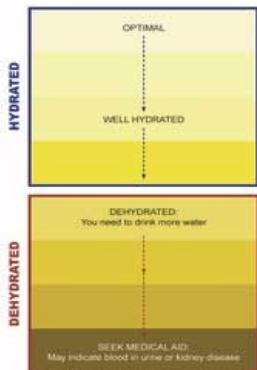 HYDRATED
OPTIMAL
WELL HYDRATED
DEHYDRATED
DEHYDRATED:
You need to drink more water
SEEK MEDICAL AID:
May indicate blood in urine or kidney disease